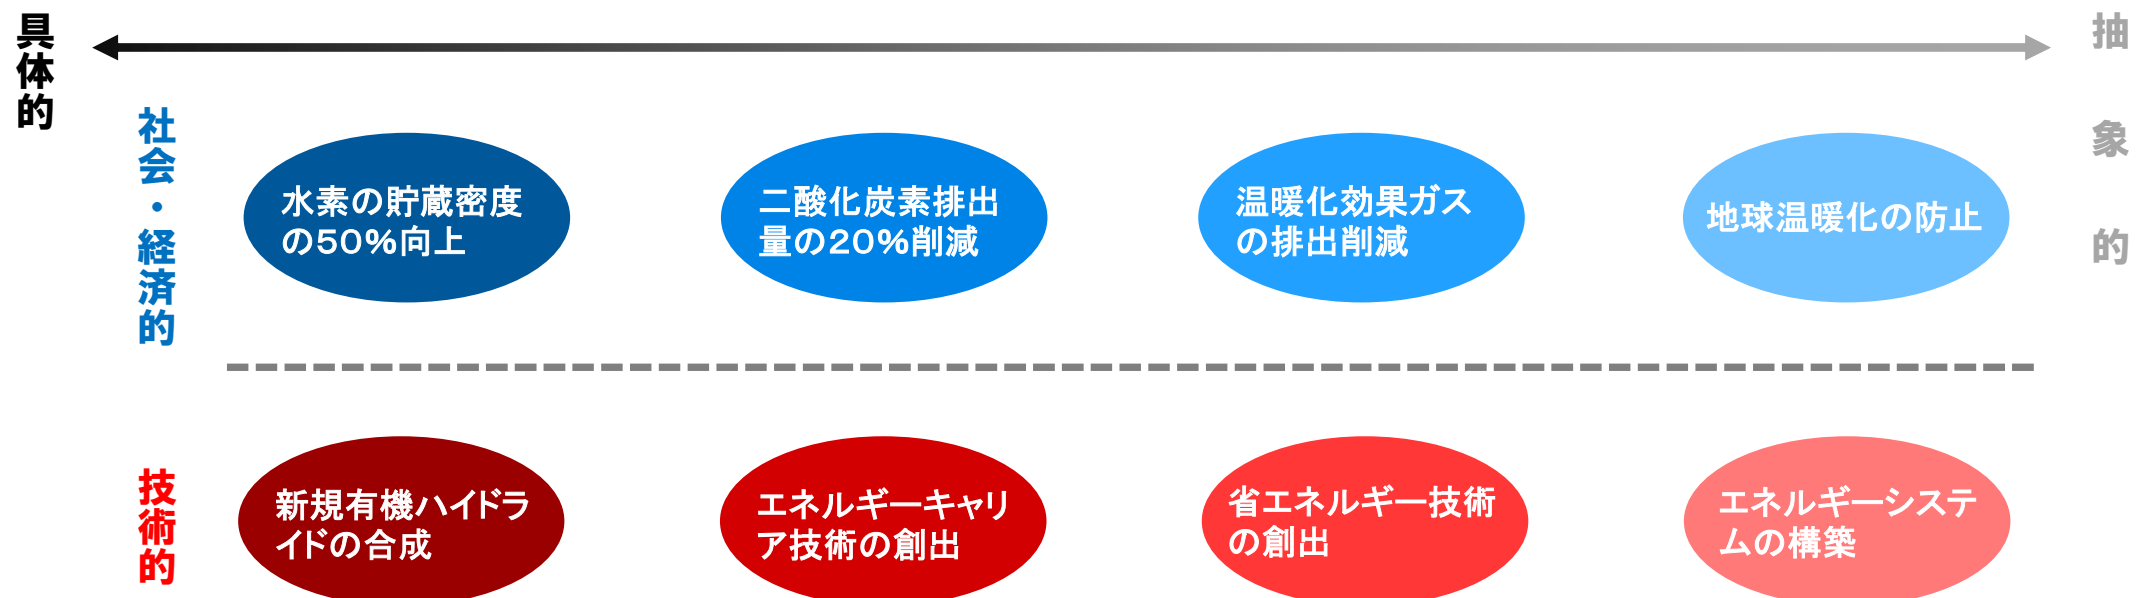 具体的
抽象的
社会・経済的
水素の貯蔵密度
の50%向上
二酸化炭素排出
量の20%削減
温暖化効果ガス
の排出削減
地球温暖化の防止
技術的
新規有機ハイドラ
イドの合成
エネルギーキャリ
ア技術の創出
省エネルギー技術
の創出
エネルギーシステ
ムの構築